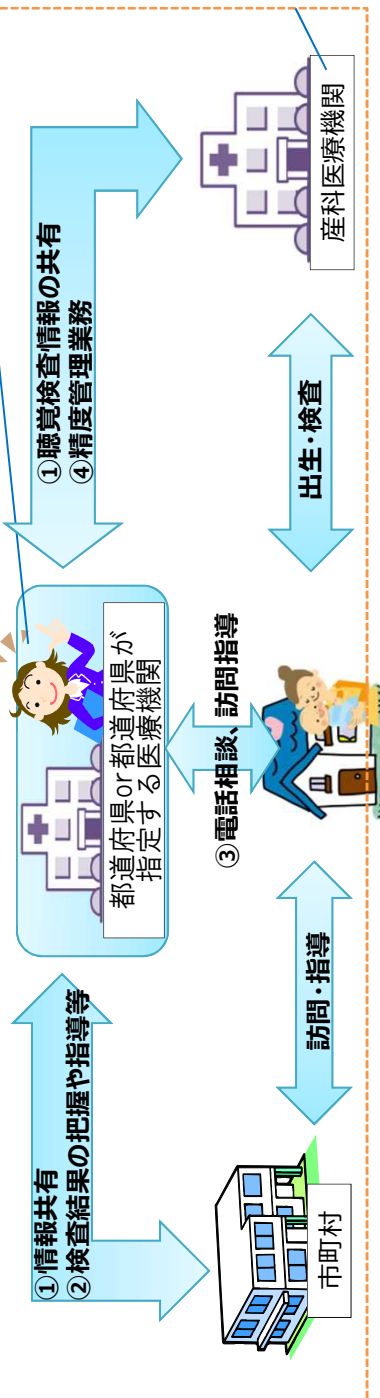 ①情報共有
②検査結果の把握や指導等
都道府県or都道府県が
指定する医療機関
①聴覚検査情報の共有
④精度管理業務
③電話相談、訪問指導
市町村
訪問・指導
出生・検査
産科医療機関